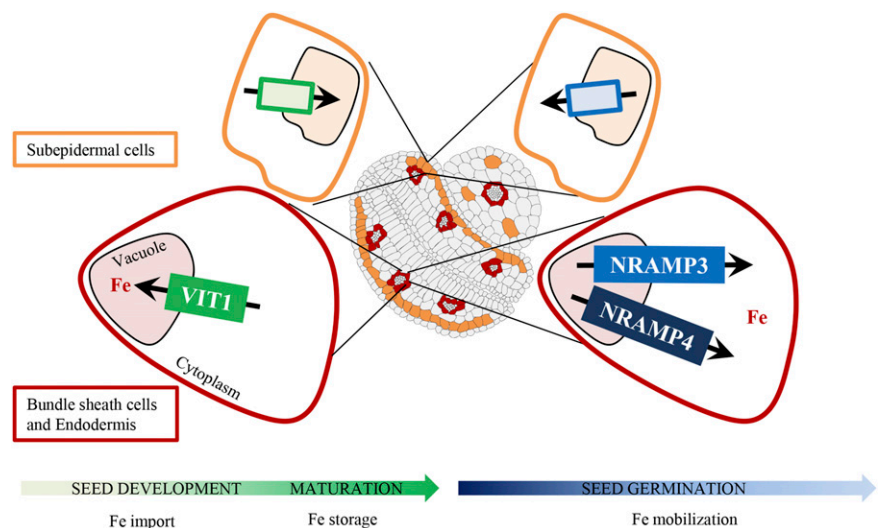 Subepidermal cells
Vacuole
Fe
VIT1
Cytoplasm
NRAMP3
NRAMP4
Fe
Bundle sheath cells
and Endodermis
SEED DEVELOPMENT
MATURATION
SEED GERMINATION
Fe import
Fe storage
Fe mobilization